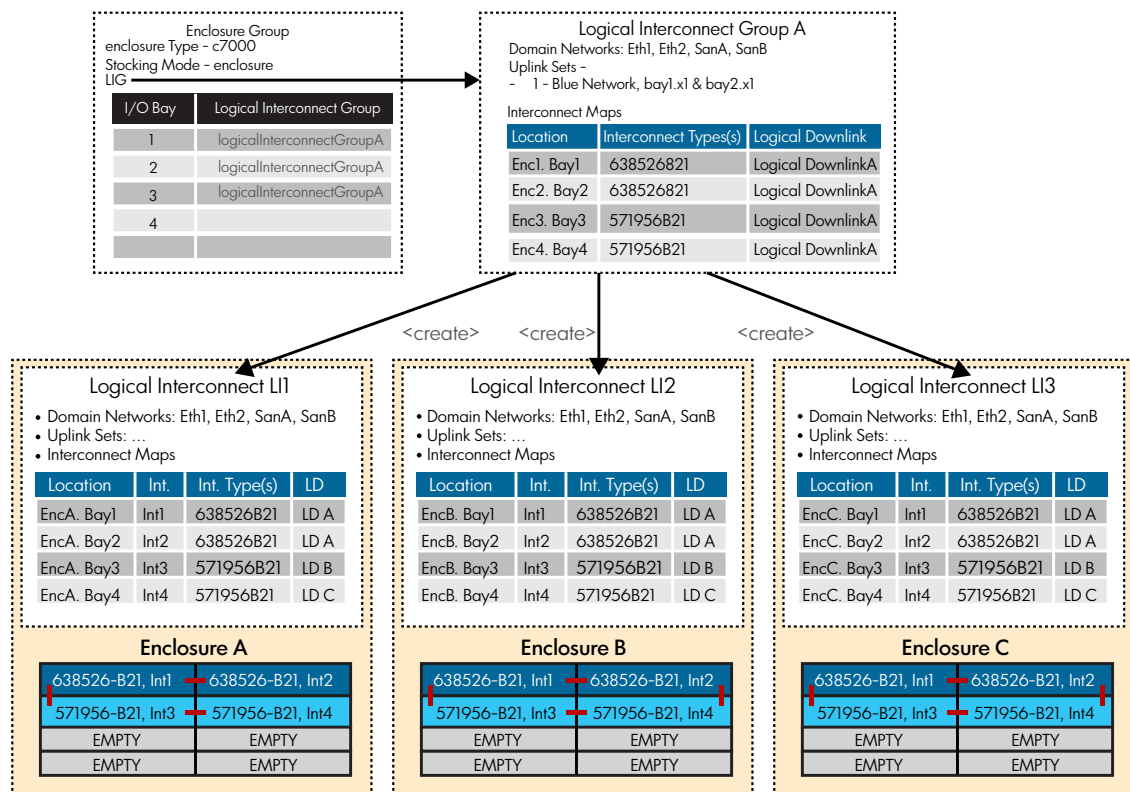 Enclosure Group
enclosure Type - c7000
Stocking Mode - enclosure
LIG
I/O Bay Logical Interconnect Group
1 logicalInterconnectGroupA
2 logicalInterconnectGroupA
3 logicalInterconnectGroupA
4
Logical Interconnect Group A
Domain Networks: Eth1, Eth2, SanA, SanB
Uplink Sets -
- 1 - Blue Network, bay1.x1 & bay2.x1
Interconnect Maps
Location Interconnect Types(s) Logical Downlink
Enc1. Bay1 638526821 Logical DownlinkA
Enc2. Bay2 638526821 Logical DownlinkA
Enc3. Bay3 571956B21 Logical DownlinkA
Enc4. Bay4 571956B21 Logical DownlinkA
<create> <create> <create>
Logical Interconnect LI1
• Domain Networks: Eth1, Eth2, SanA, SanB
• Uplink Sets: ...
• Interconnect Maps
Location Int. Int. Type(s) LD
EncA. Bay1 Int1 638526B21 LD A
EncA. Bay2 Int2 638526B21 LD A
EncA. Bay3 Int3 571956B21 LD B
EncA. Bay4 Int4 571956B21 LD C
Enclosure A
638526-B21, Int1 638526-B21, Int2
571956-B21, Int3 571956-B21, Int4
EMPTY EMPTY
EMPTY EMPTY
Logical Interconnect LI2
• Domain Networks: Eth1, Eth2, SanA, SanB
• Uplink Sets: ...
• Interconnect Maps
Location Int. Int. Type(s) LD
EncB. Bay1 Int1 638526B21 LD A
EncB. Bay2 Int2 638526B21 LD A
EncB. Bay3 Int3 571956B21 LD B
EncB. Bay4 Int4 571956B21 LD C
Enclosure B
638526-B21, Int1 638526-B21, Int2
571956-B21, Int3 571956-B21, Int4
EMPTY EMPTY
EMPTY EMPTY
Logical Interconnect LI3
• Domain Networks: Eth1, Eth2, SanA, SanB
• Uplink Sets: ...
• Interconnect Maps
Location Int. Int. Type(s) LD
EncC. Bay1 Int1 638526B21 LD A
EncC. Bay2 Int2 638526B21 LD A
EncC. Bay3 Int3 571956B21 LD B
EncC. Bay4 Int4 571956B21 LD C
Enclosure C
638526-B21, Int1 638526-B21, Int2
571956-B21, Int3 571956-B21, Int4
EMPTY EMPTY
EMPTY EMPTY